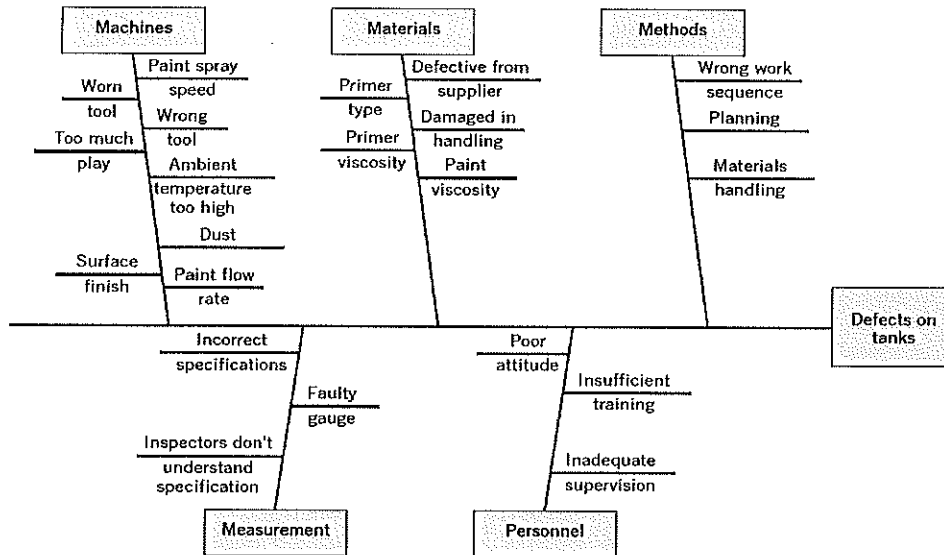 Machines
Materials
Methods
Worn
tool
Too much
play
Surface
finish
Paint spray
speed
Wrong
tool
Ambient
temperature
too high
Dust
Paint flow
rate
Primer
type
Primer
viscosity
Defective from
supplier
Damaged in
handling
Paint
viscosity
Wrong work
sequence
Planning
Materials
handling
Defects on
tanks
Incorrect
specifications
Inspectors don't
understand
specification
Faulty
gauge
Poor
attitude
Insufficient
training
Inadequate
supervision
Measurement
Personnel